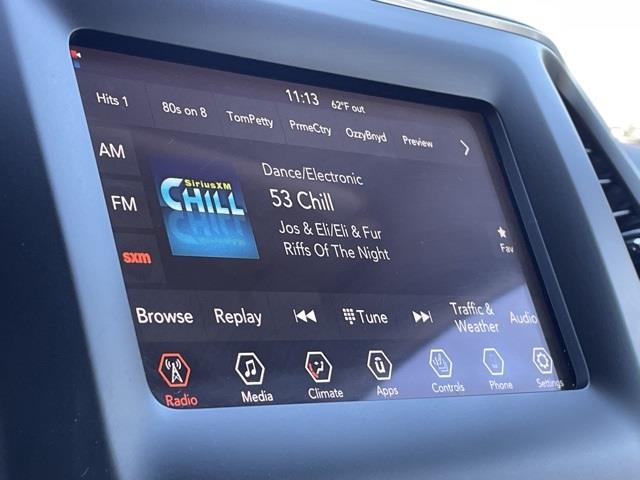 11:13 62°F out
Hits 1 80s on 8 TomPetty PrmeCtry OzzyBnyd Preview
AM
FM
sxm
SiriusXM
CHILL
Dance/Electronic
53 Chill
Jos & Eli/Eli & Fur
Riffs Of The Night
Fav
Browse Replay Tune Traffic & Weather Audio
Radio Media Climate Apps Controls Phone Settings